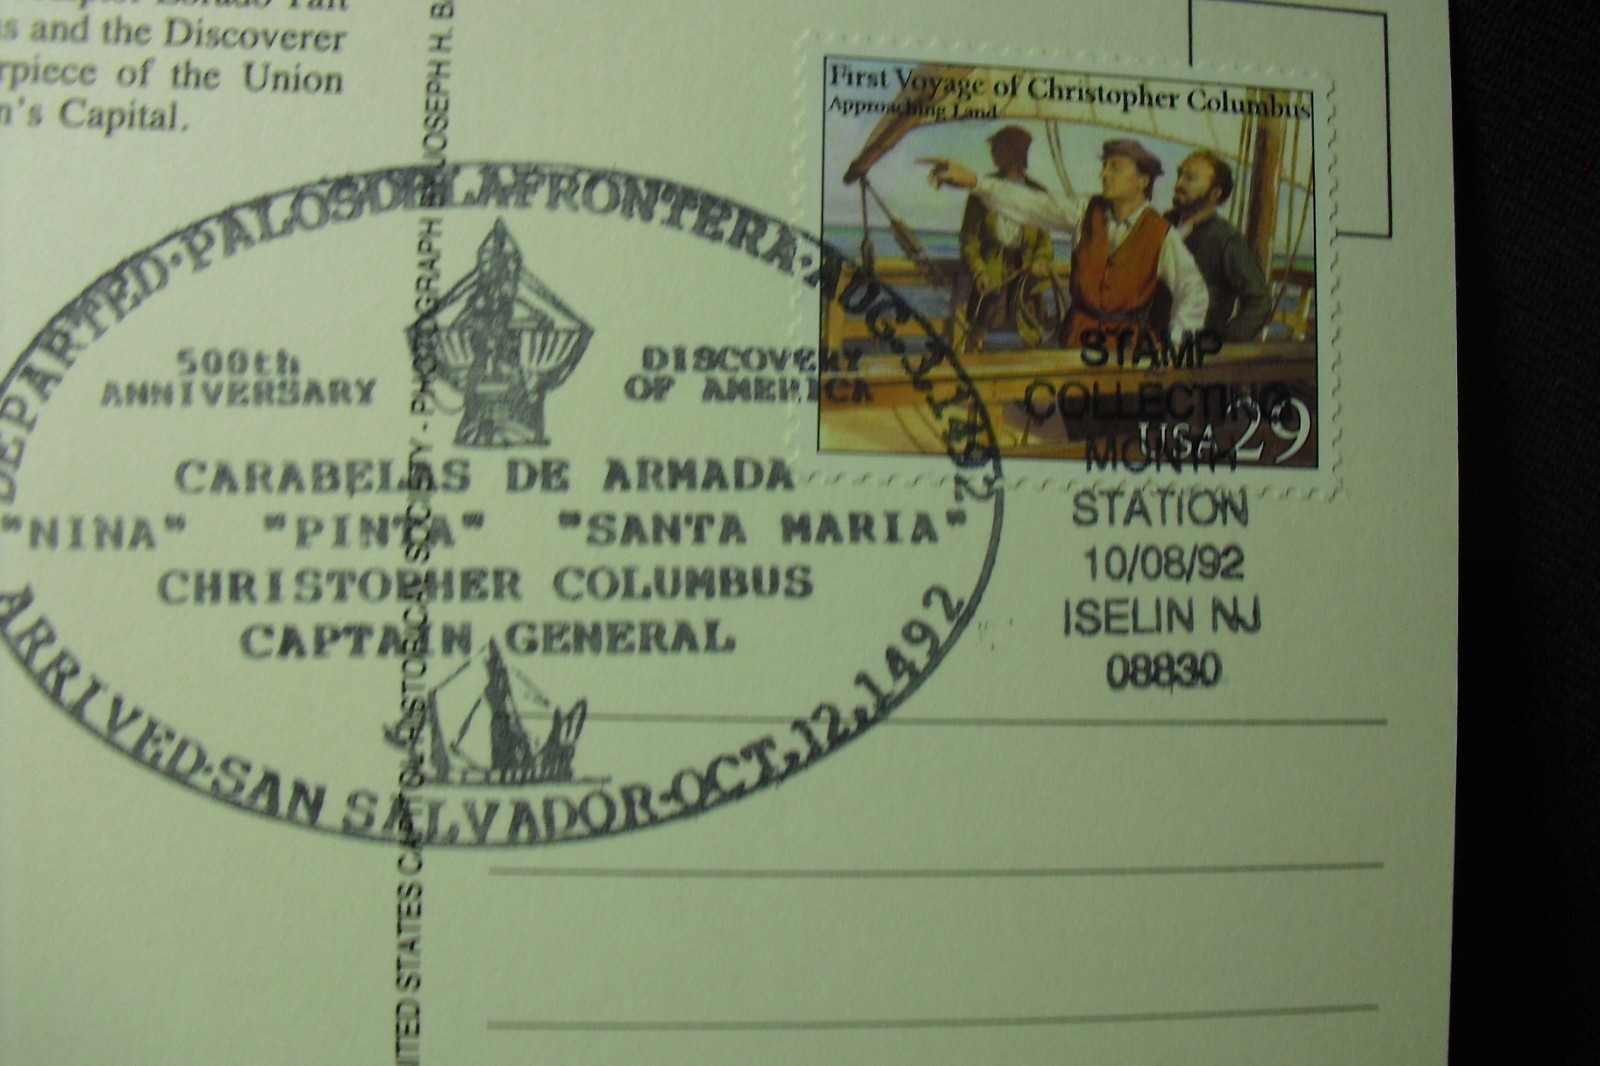 s and the Discoverer
rpiece of the Union
n's Capital.
ITED STATES CAPITOL HISTORICAL SOCIETY - PHOTOGRAPH BY JOSEPH H. BA
First Voyage of Christopher Columbus
Approaching Land
USA 29
DEPARTED·PALOS DE LA FRONTERA·AUG.3,1492
500th
ANNIVERSARY
DISCOVERY
OF AMERICA
CARABELAS DE ARMADA
"NINA" "PINTA" "SANTA MARIA"
CHRISTOPHER COLUMBUS
CAPTAIN GENERAL
ARRIVED·SAN SALVADOR·OCT,12,1492
STAMP
COLLECTING
MONTH
STATION
10/08/92
ISELIN NJ
08830